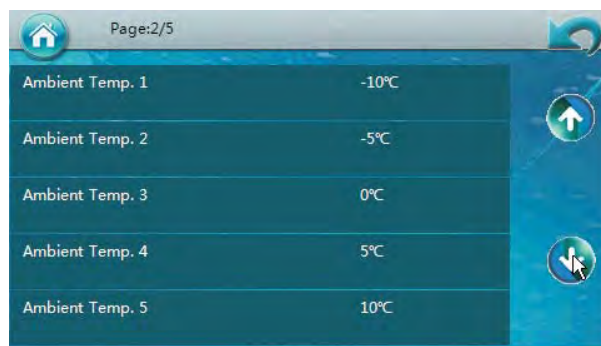 Page:2/5
Ambient Temp. 1 -10℃
Ambient Temp. 2 -5℃
Ambient Temp. 3 0℃
Ambient Temp. 4 5℃
Ambient Temp. 5 10℃